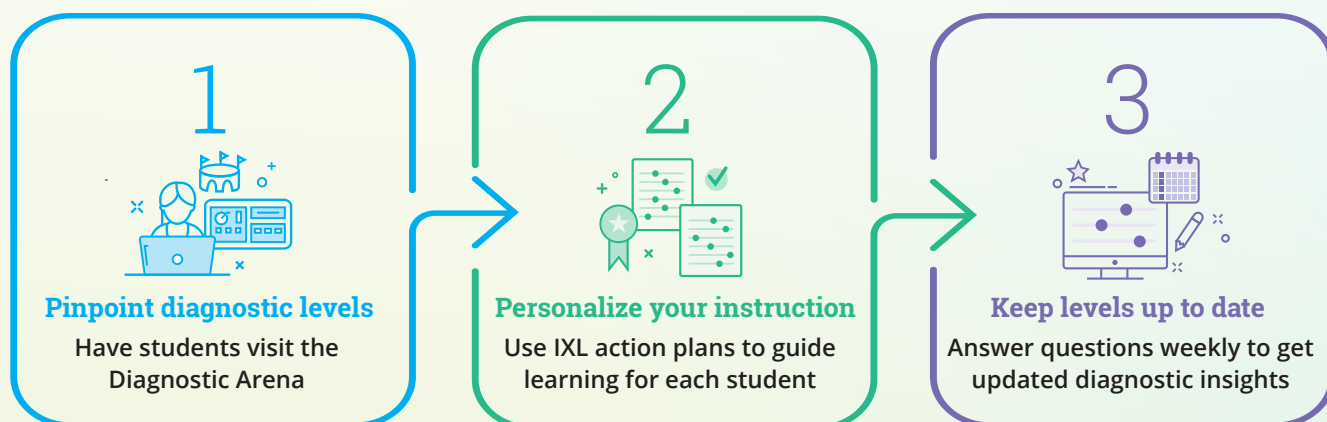 1
Pinpoint diagnostic levels
Have students visit the
Diagnostic Arena
2
Personalize your instruction
Use IXL action plans to guide
learning for each student
3
Keep levels up to date
Answer questions weekly to get
updated diagnostic insights